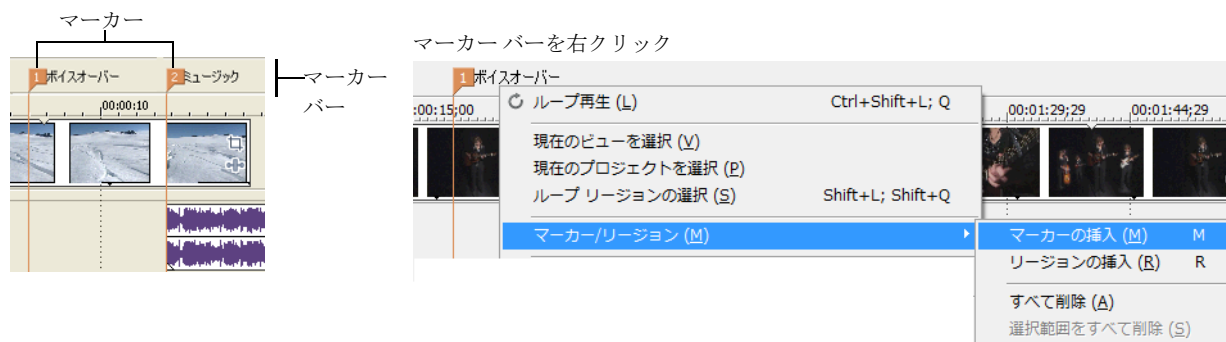 マーカー
1 ボイスオーバー
2 ミュージック
マーカー
バー
00:00:10
マーカー バーを右クリック
1 ボイスオーバー
:00:15;00
00:01:29;29
00:01:44;29
ループ再生 (L) Ctrl+Shift+L; Q
現在のビューを選択 (V)
現在のプロジェクトを選択 (P)
ループ リージョンの選択 (S) Shift+L; Shift+Q
マーカー/リージョン (M)
マーカーの挿入 (M) M
リージョンの挿入 (R) R
すべて削除 (A)
選択範囲をすべて削除 (S)